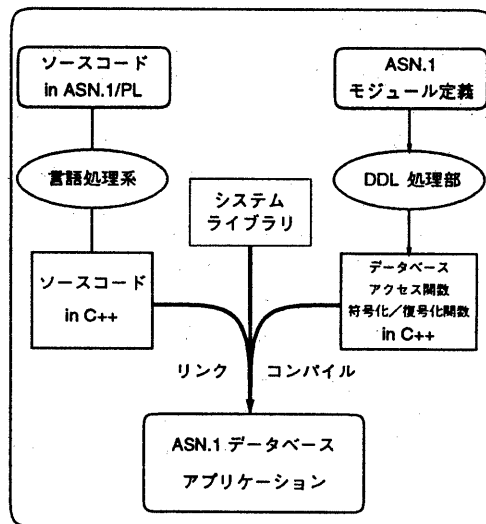 ソースコード
in ASN.1/PL
ASN.1
モジュール定義
言語処理系
DDL 処理部
システム
ライブラリ
ソースコード
in C++
データベース
アクセス関数
符号化／復号化関数
in C++
リンク
コンパイル
ASN.1 データベース
アプリケーション